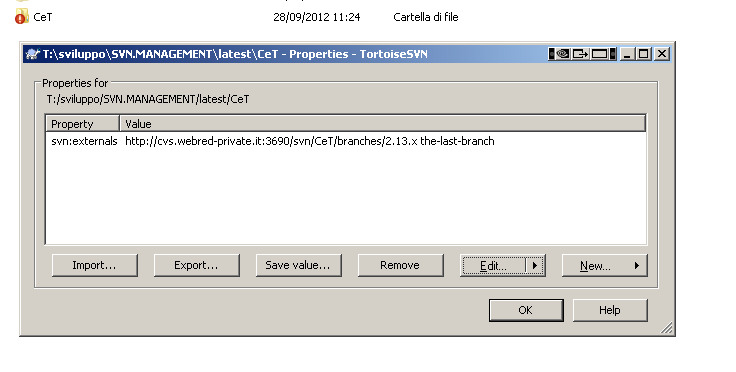 CeT 28/09/2012 11:24 Cartella di file
T:\sviluppo\SVN.MANAGEMENT\latest\CeT - Properties - TortoiseSVN
Properties for
T:/sviluppo/SVN.MANAGEMENT/latest/CeT
Property Value
svn:externals http://cvs.webred-private.it:3690/svn/CeT/branches/2.13.x the-last-branch
Import... Export... Save value... Remove Edit... New...
OK Help